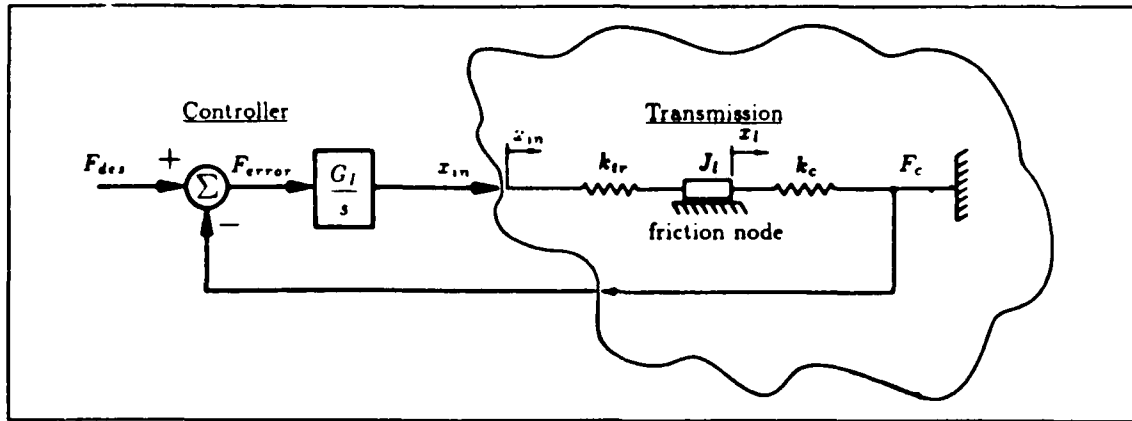 Controller
Transmission
F_des
+
Σ
−
F_error
G_I
s
x_in
x_in
k_tr
J_l
x_l
k_c
F_c
friction node